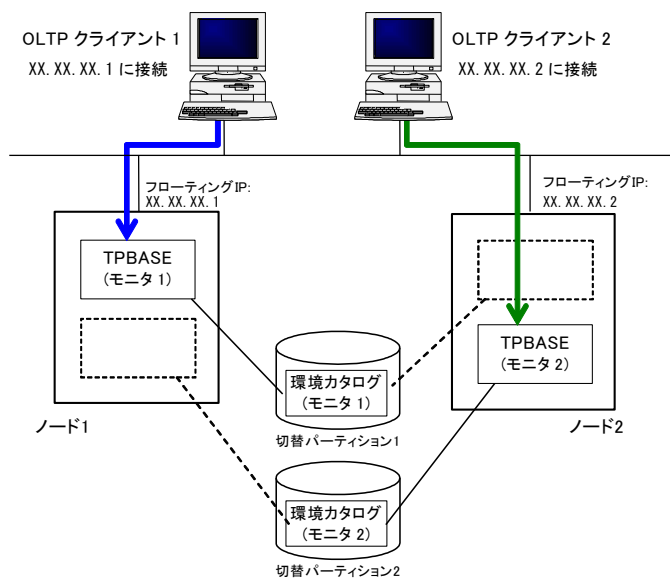 OLTP クライアント 1
XX. XX. XX. 1 に接続
OLTP クライアント 2
XX. XX. XX. 2 に接続
フローティングIP:
XX. XX. XX. 1
フローティングIP:
XX. XX. XX. 2
TPBASE
(モニタ 1)
TPBASE
(モニタ 2)
環境カタログ
(モニタ 1)
切替パーティション1
ノード1
ノード2
環境カタログ
(モニタ 2)
切替パーティション2